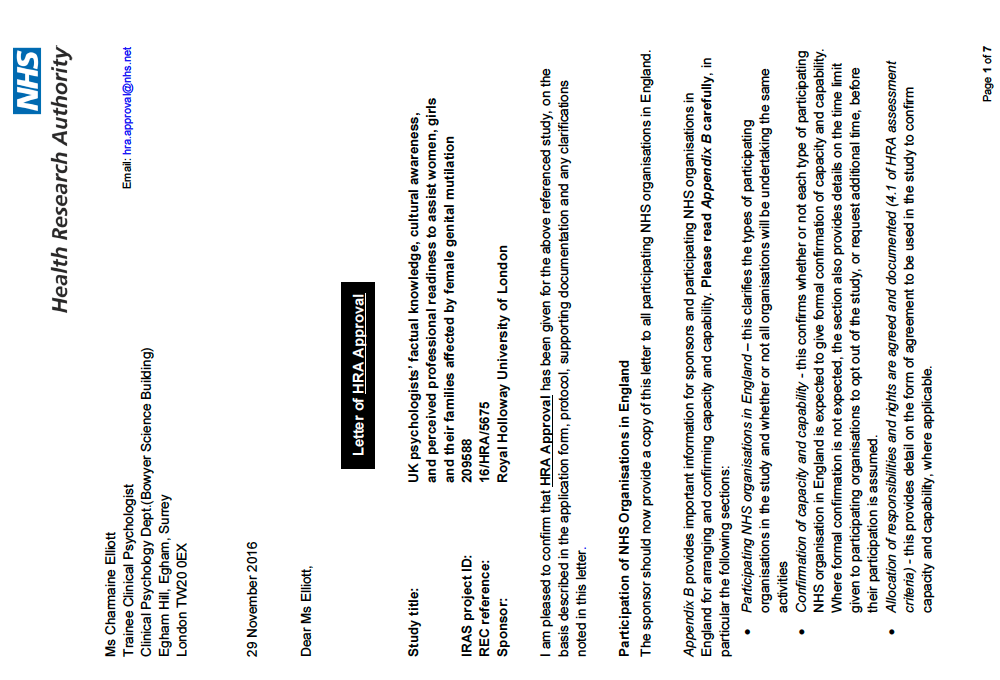 NHS
Health Research Authority
Ms Charmaine Elliott
Trainee Clinical Psychologist
Clinical Psychology Dept.(Bowyer Science Building)
Egham Hill, Egham, Surrey
London TW20 0EX
Email: hra.approval@nhs.net
29 November 2016
Dear Ms Elliott,
Letter of HRA Approval
Study title: UK psychologists' factual knowledge, cultural awareness,
and perceived professional readiness to assist women, girls
and their families affected by female genital mutilation
IRAS project ID: 209588
REC reference: 16/HRA/5675
Sponsor: Royal Holloway University of London
I am pleased to confirm that HRA Approval has been given for the above referenced study, on the
basis described in the application form, protocol, supporting documentation and any clarifications
noted in this letter.
Participation of NHS Organisations in England
The sponsor should now provide a copy of this letter to all participating NHS organisations in England.
Appendix B provides important information for sponsors and participating NHS organisations in
England for arranging and confirming capacity and capability. Please read Appendix B carefully, in
particular the following sections:
• Participating NHS organisations in England – this clarifies the types of participating
organisations in the study and whether or not all organisations will be undertaking the same
activities
• Confirmation of capacity and capability - this confirms whether or not each type of participating
NHS organisation in England is expected to give formal confirmation of capacity and capability.
Where formal confirmation is not expected, the section also provides details on the time limit
given to participating organisations to opt out of the study, or request additional time, before
their participation is assumed.
• Allocation of responsibilities and rights are agreed and documented (4.1 of HRA assessment
criteria) - this provides detail on the form of agreement to be used in the study to confirm
capacity and capability, where applicable.
Page 1 of 7